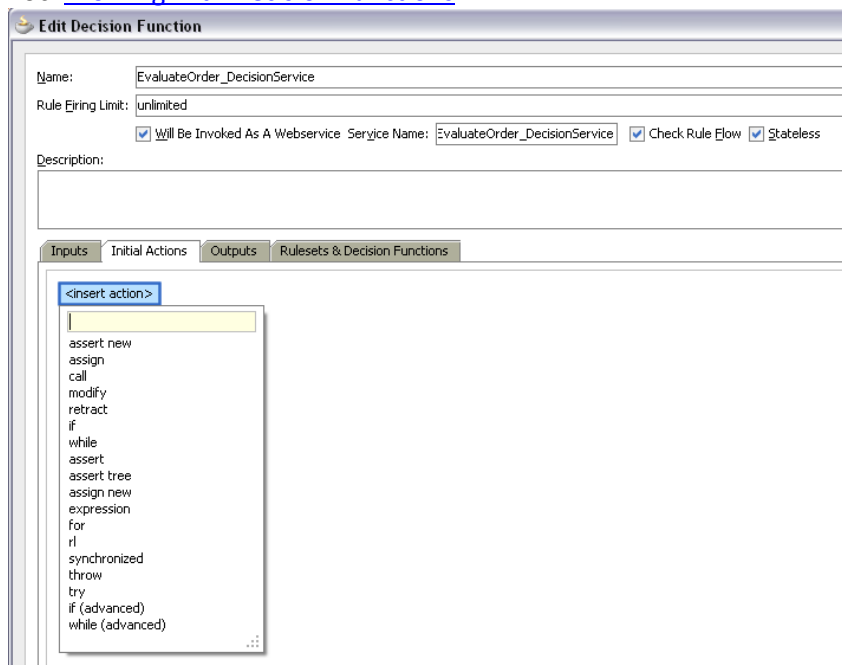 Edit Decision Function
Name: EvaluateOrder_DecisionService
Rule Firing Limit: unlimited
Will Be Invoked As A Webservice Service Name: EvaluateOrder_DecisionService Check Rule Flow Stateless
Description:
Inputs Initial Actions Outputs Rulesets & Decision Functions
<insert action>
assert new
assign
call
modify
retract
if
while
assert
assert tree
assign new
expression
for
rl
synchronized
throw
try
if (advanced)
while (advanced)